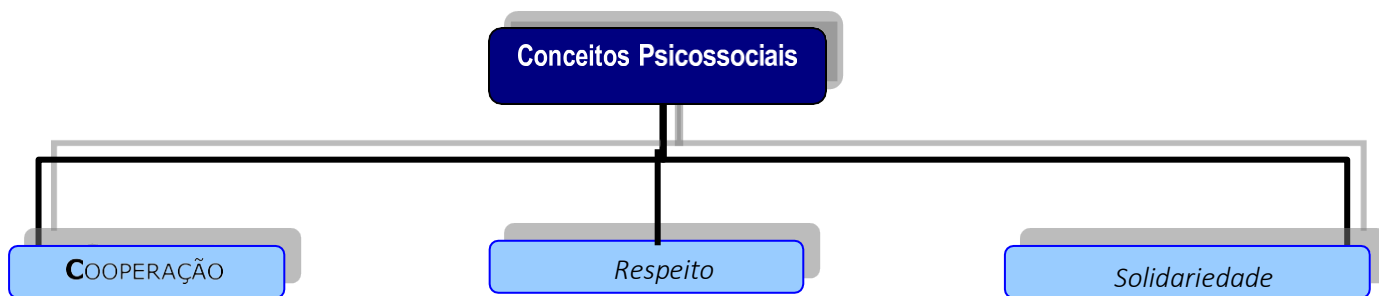 Conceitos Psicossociais
COOPERAÇÃO
Respeito
Solidariedade